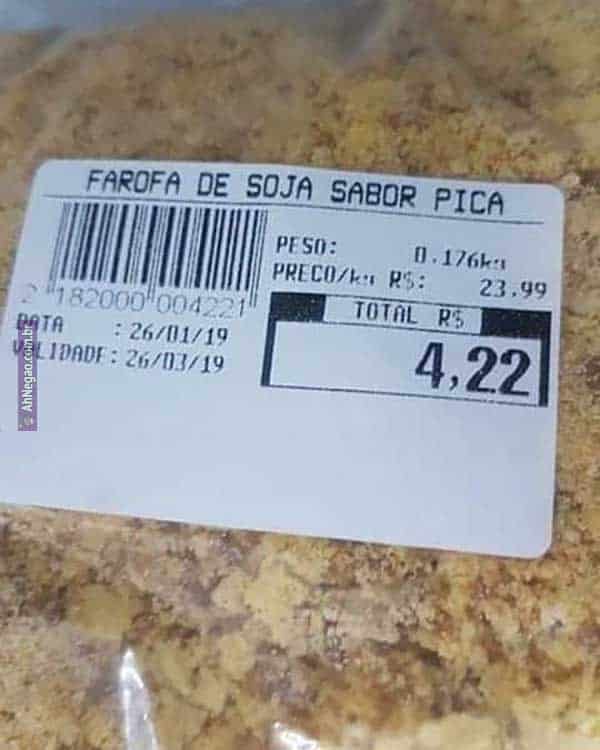 FAROFA DE SOJA SABOR PICA
PESO: 0.176kg
PRECO/kg R$: 23.99
2 182000 004221
TOTAL R$
4,22
DATA : 26/01/19
VALIDADE: 26/03/19
AhNegao.com.br